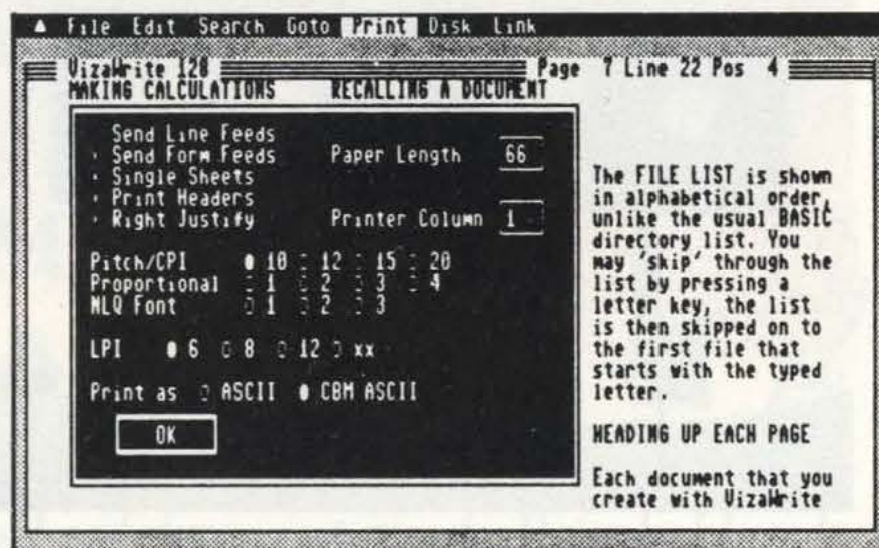 File Edit Search Goto Print Disk Link
VizaWrite 128 Page 7 Line 22 Pos 4
MAKING CALCULATIONS RECALLING A DOCUMENT
Send Line Feeds
Send Form Feeds Paper Length 66
Single Sheets
Print Headers
Right Justify Printer Column 1
Pitch/CPI 10 12 15 20
Proportional 1 2 3 4
NLQ Font 1 2 3
LPI 6 8 12 xx
Print as ASCII CBM ASCII
OK
The FILE LIST is shown
in alphabetical order,
unlike the usual BASIC
directory list. You
may 'skip' through the
list by pressing a
letter key, the list
is then skipped on to
the first file that
starts with the typed
letter.
HEADING UP EACH PAGE
Each document that you
create with VizaWrite